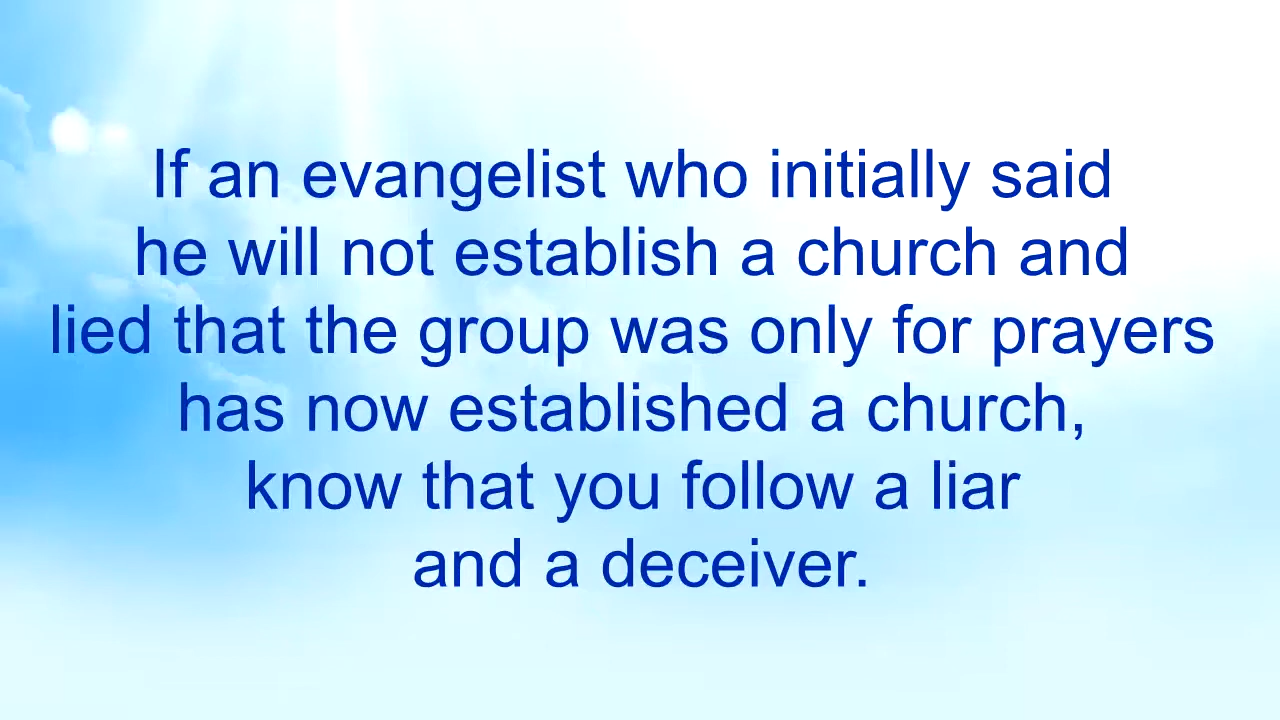 If an evangelist who initially said
he will not establish a church and
lied that the group was only for prayers
has now established a church,
know that you follow a liar
and a deceiver.